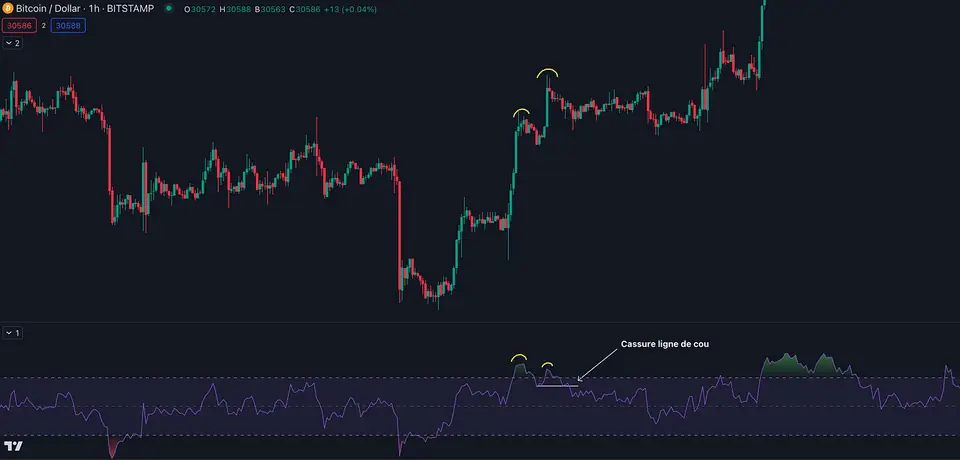 Bitcoin / Dollar · 1h · BITSTAMP O30572 H30588 B30563 C30586 +13 (+0.04%)
30586 2 30588
2
1
Cassure ligne de cou